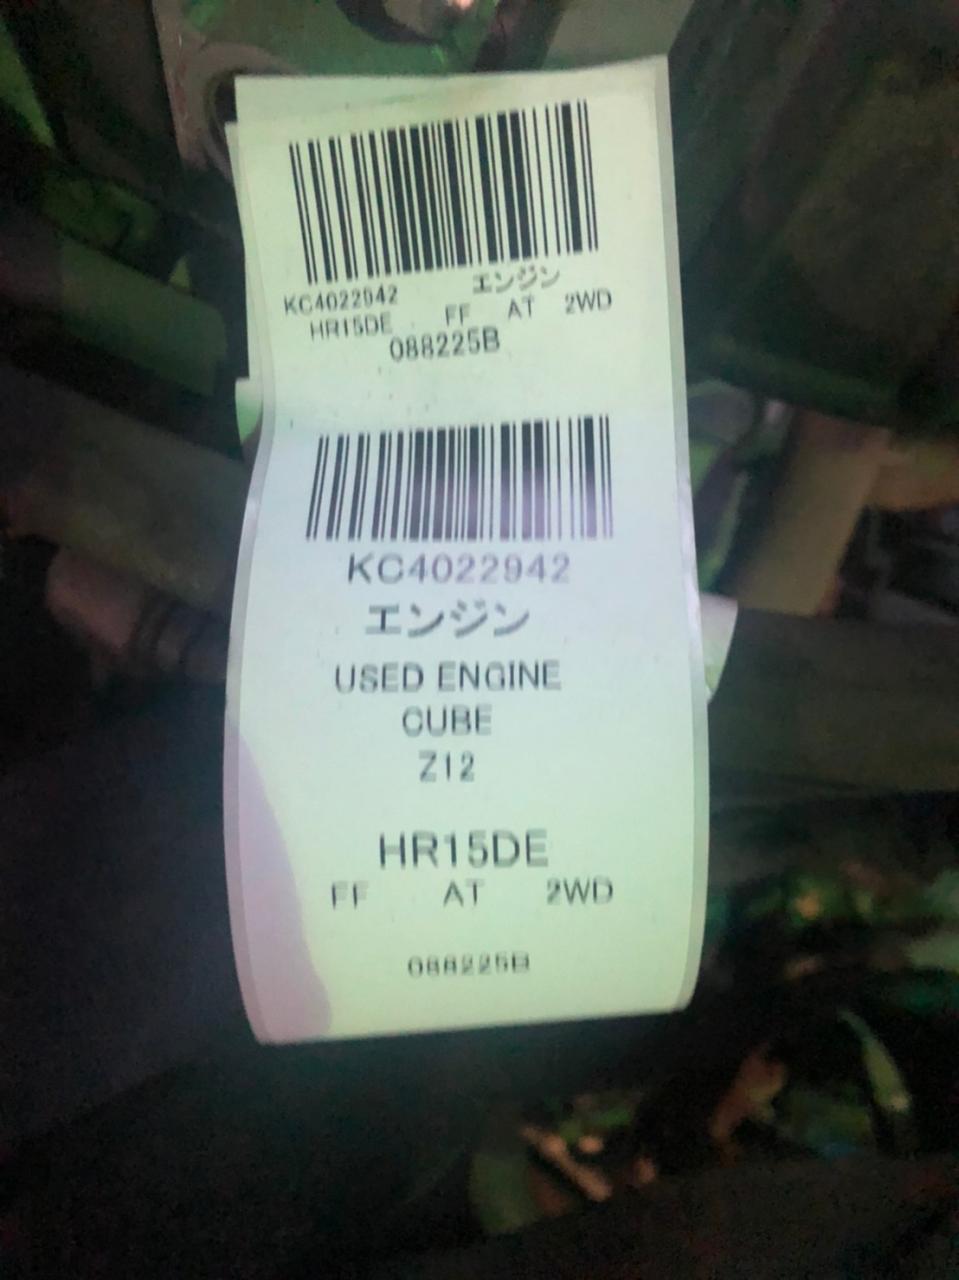 KC4022942 エンジン
HR15DE FF AT 2WD
088225B
KC4022942
エンジン
USED ENGINE
CUBE
Z12
HR15DE
FF AT 2WD
088225B